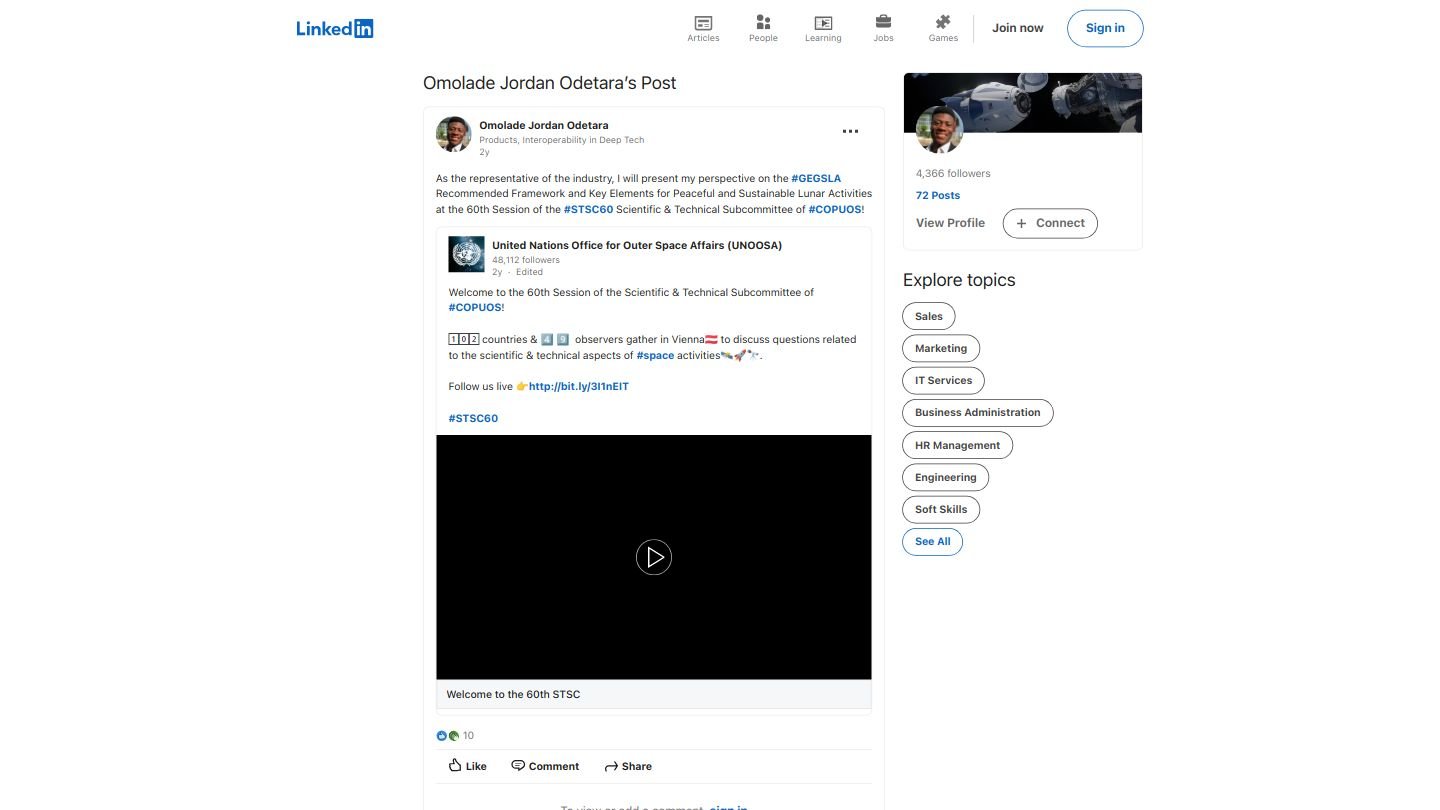 LinkedIn
Articles
People
Learning
Jobs
Games
Join now
Sign in
Omolade Jordan Odetara's Post
Omolade Jordan Odetara
Products, Interoperability in Deep Tech
2y
As the representative of the industry, I will present my perspective on the #GEGSLA
Recommended Framework and Key Elements for Peaceful and Sustainable Lunar Activities
at the 60th Session of the #STSC60 Scientific & Technical Subcommittee of #COPUOS!
United Nations Office for Outer Space Affairs (UNOOSA)
48,112 followers
2y · Edited
Welcome to the 60th Session of the Scientific & Technical Subcommittee of
#COPUOS!
1️⃣0️⃣2️⃣ countries & 4️⃣ 9️⃣ observers gather in Vienna🇦🇹 to discuss questions related
to the scientific & technical aspects of #space activities🛰️🚀🔭.
Follow us live 👉http://bit.ly/3I1nEIT
#STSC60
Welcome to the 60th STSC
10
Like
Comment
Share
To view or add a comment, sign in
4,366 followers
72 Posts
View Profile
+ Connect
Explore topics
Sales
Marketing
IT Services
Business Administration
HR Management
Engineering
Soft Skills
See All